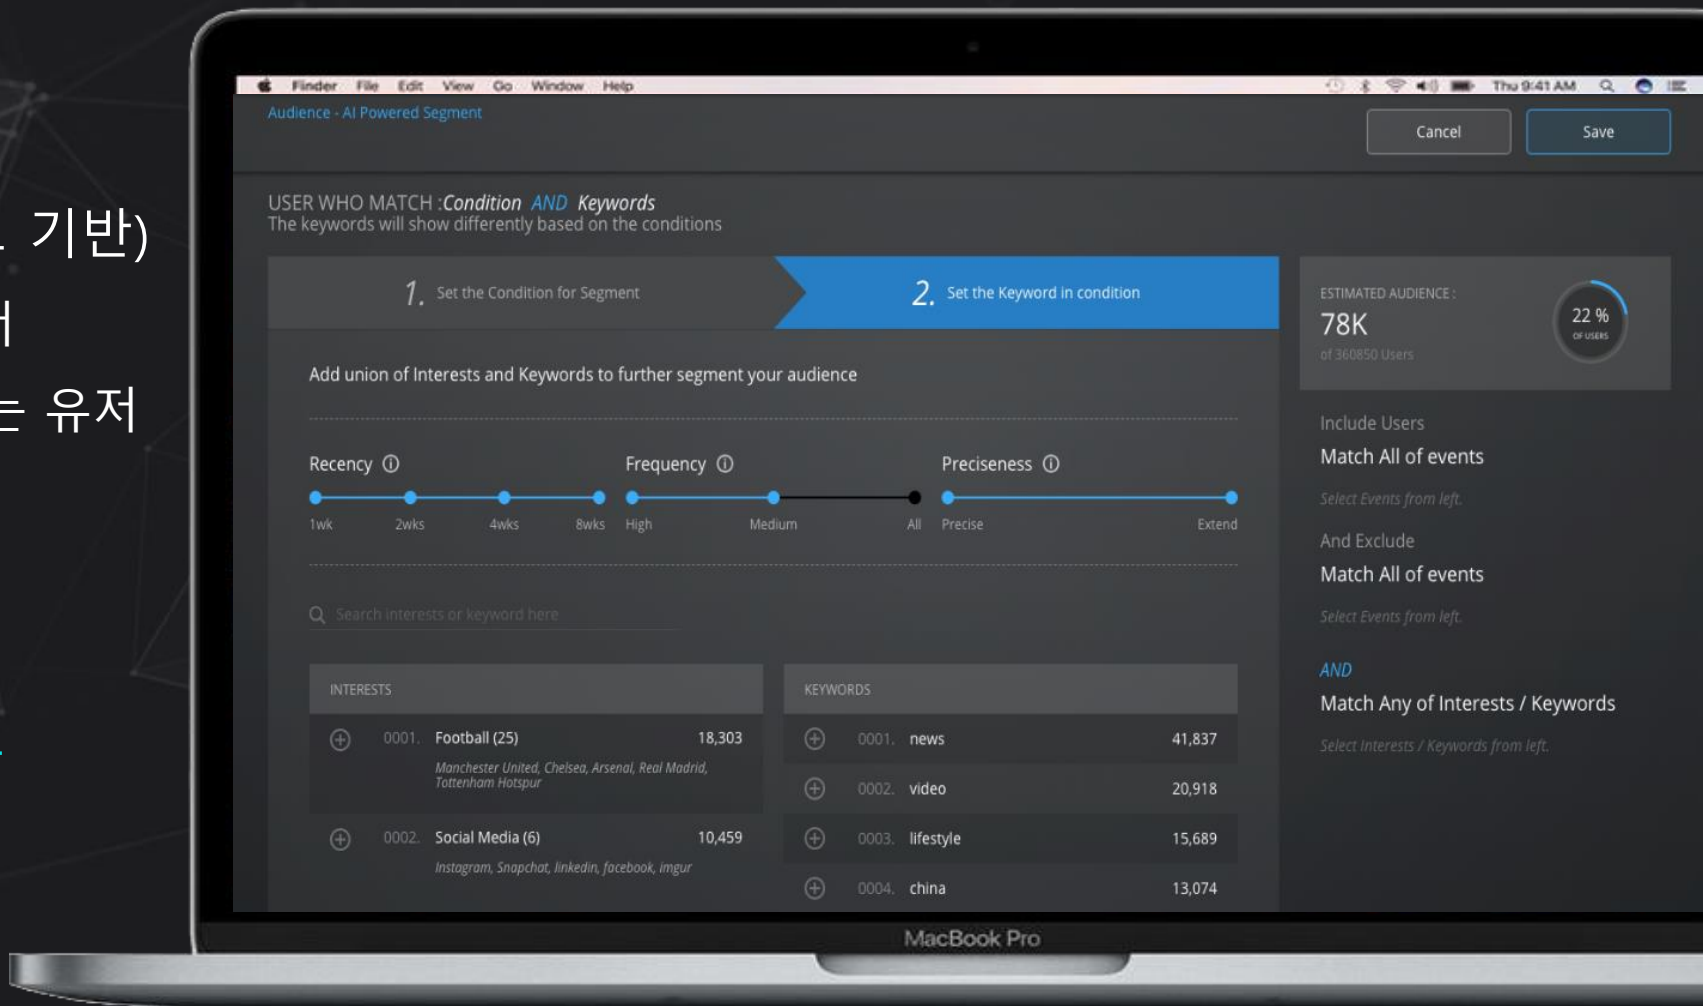 기반)
는 유저
Finder File Edit View Go Window Help
Thu 9:41 AM
Audience - AI Powered Segment
Cancel
Save
USER WHO MATCH :Condition AND Keywords
The keywords will show differently based on the conditions
1. Set the Condition for Segment
2. Set the Keyword in condition
Add union of Interests and Keywords to further segment your audience
Recency
1wk 2wks 4wks 8wks
Frequency
High Medium All
Preciseness
Precise Extend
Search interests or keyword here
INTERESTS
0001. Football (25) 18,303
Manchester United, Chelsea, Arsenal, Real Madrid,
Tottenham Hotspur
0002. Social Media (6) 10,459
Instagram, Snapchat, linkedin, facebook, imgur
KEYWORDS
0001. news 41,837
0002. video 20,918
0003. lifestyle 15,689
0004. china 13,074
ESTIMATED AUDIENCE :
78K
of 360850 Users
22 %
OF USERS
Include Users
Match All of events
Select Events from left.
And Exclude
Match All of events
Select Events from left.
AND
Match Any of Interests / Keywords
Select Interests / Keywords from left.
MacBook Pro